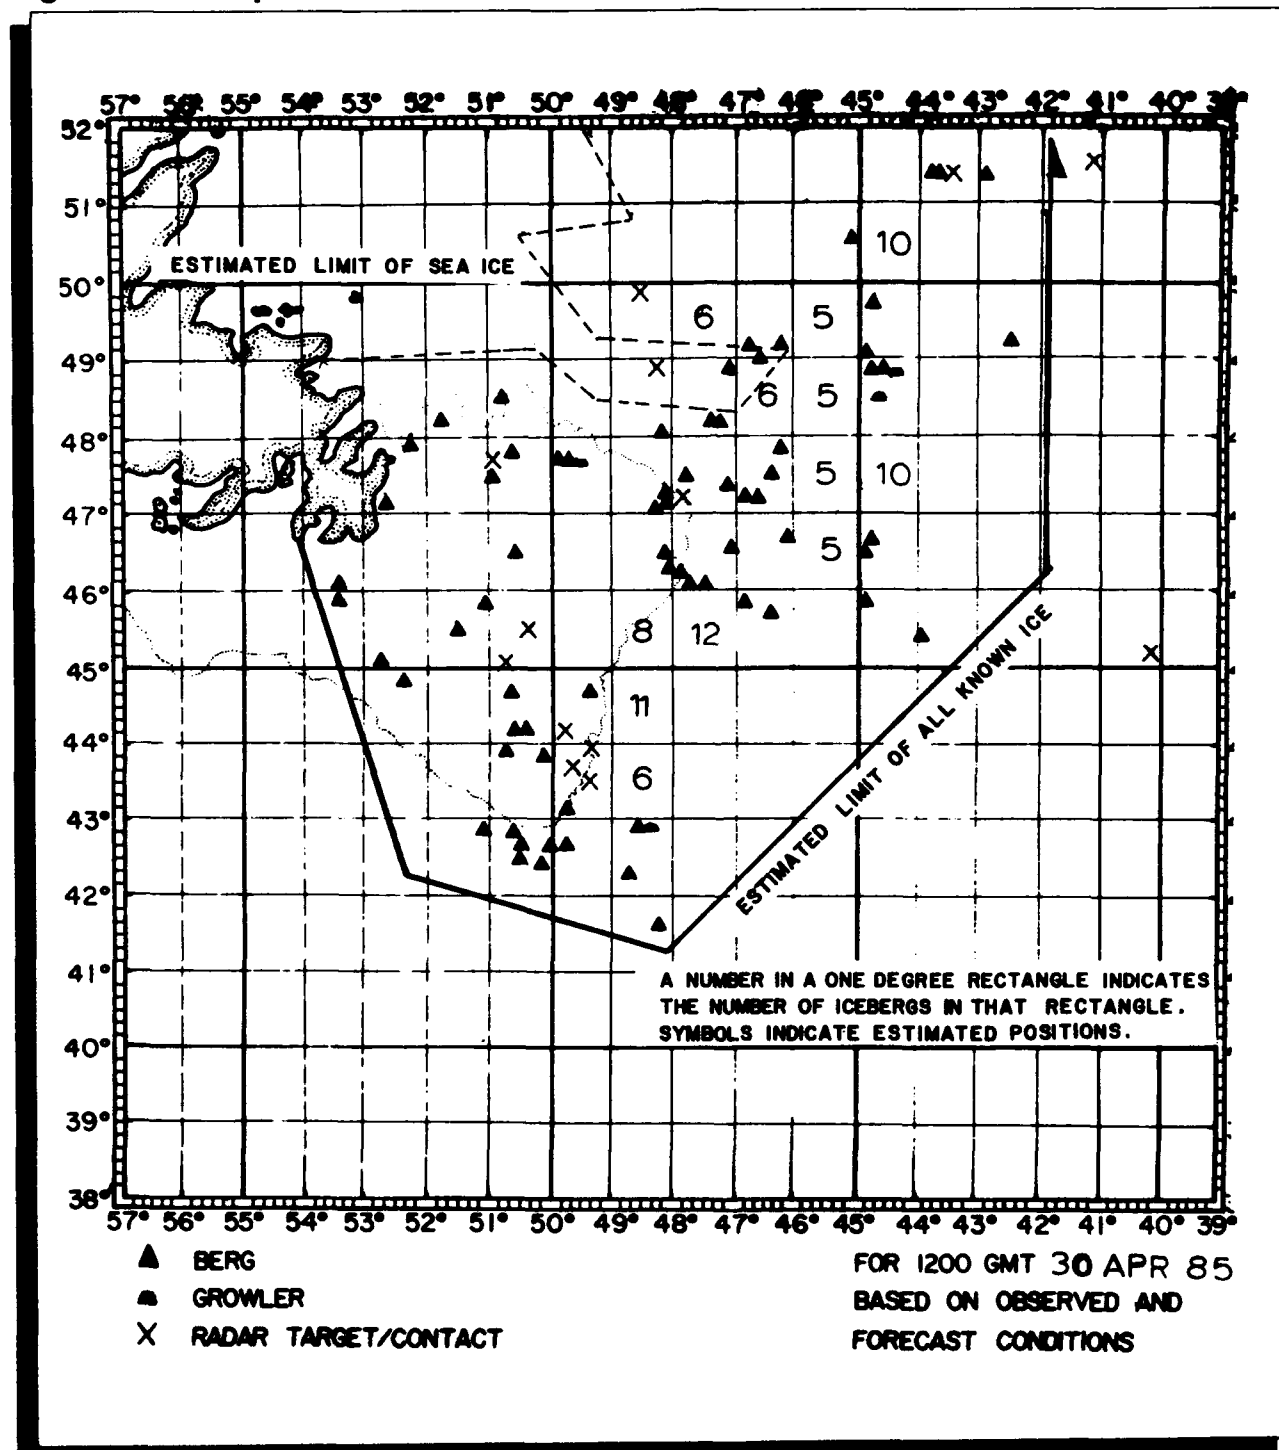 57° 56° 55° 54° 53° 52° 51° 50° 49° 48° 47° 46° 45° 44° 43° 42° 41° 40° 39°
52°
51°
10
ESTIMATED LIMIT OF SEA ICE
50°
6 5
49°
6 5
48°
5 10
47°
5
46°
8 12
45°
11
44°
6
43°
ESTIMATED LIMIT OF ALL KNOWN ICE
42°
41°
A NUMBER IN A ONE DEGREE RECTANGLE INDICATES
THE NUMBER OF ICEBERGS IN THAT RECTANGLE.
SYMBOLS INDICATE ESTIMATED POSITIONS.
40°
39°
38°
57° 56° 55° 54° 53° 52° 51° 50° 49° 48° 47° 46° 45° 44° 43° 42° 41° 40° 39°
BERG
GROWLER
RADAR TARGET/CONTACT
FOR 1200 GMT 30 APR 85
BASED ON OBSERVED AND
FORECAST CONDITIONS